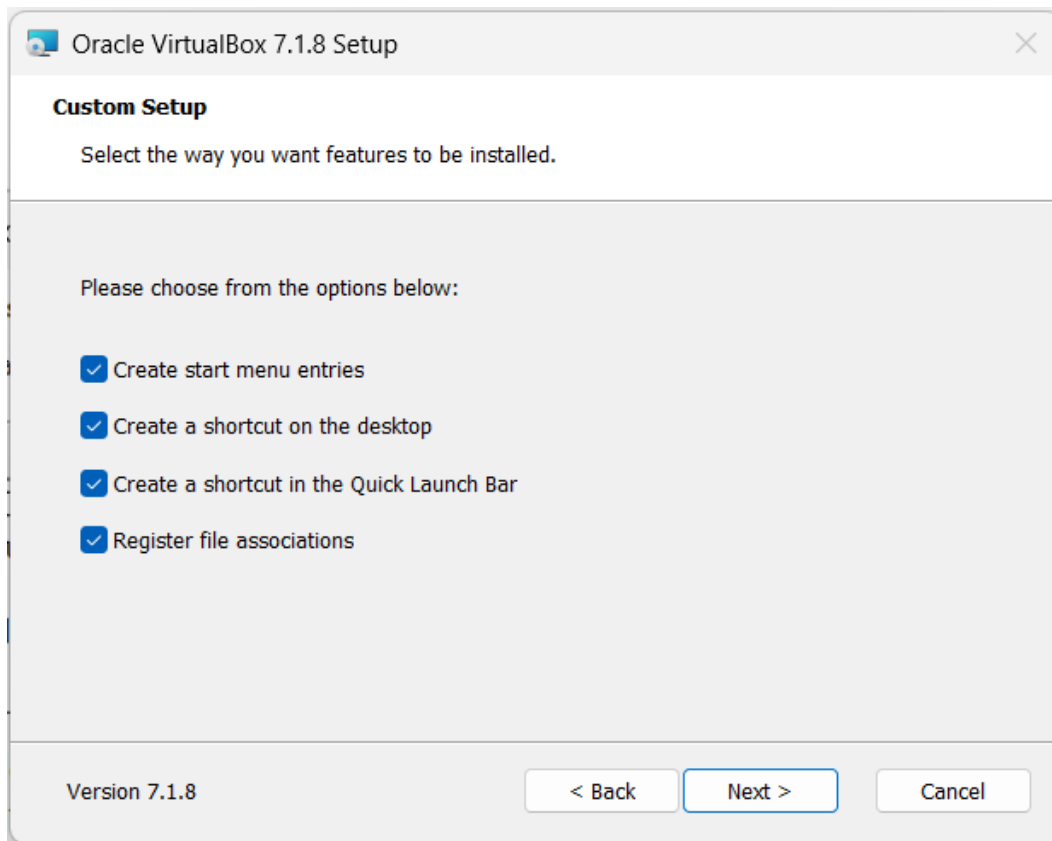 Oracle VirtualBox 7.1.8 Setup
Custom Setup
Select the way you want features to be installed.
Please choose from the options below:
Create start menu entries
Create a shortcut on the desktop
Create a shortcut in the Quick Launch Bar
Register file associations
Version 7.1.8
< Back
Next >
Cancel